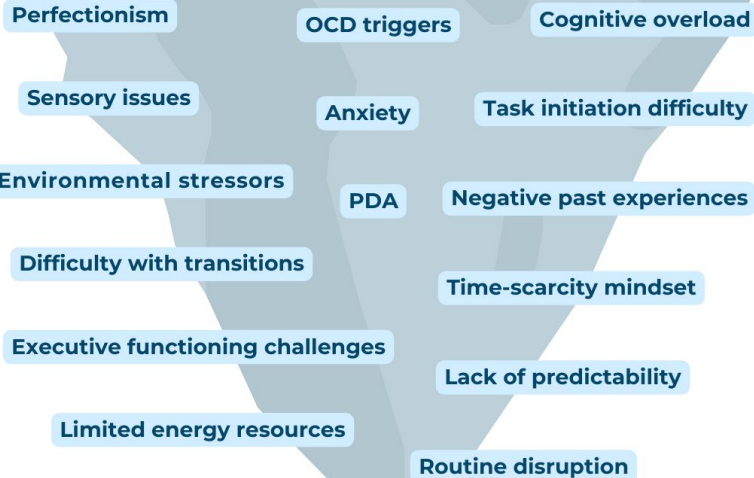 Perfectionism
OCD triggers
Cognitive overload
Sensory issues
Anxiety
Task initiation difficulty
Environmental stressors
PDA
Negative past experiences
Difficulty with transitions
Time-scarcity mindset
Executive functioning challenges
Lack of predictability
Limited energy resources
Routine disruption